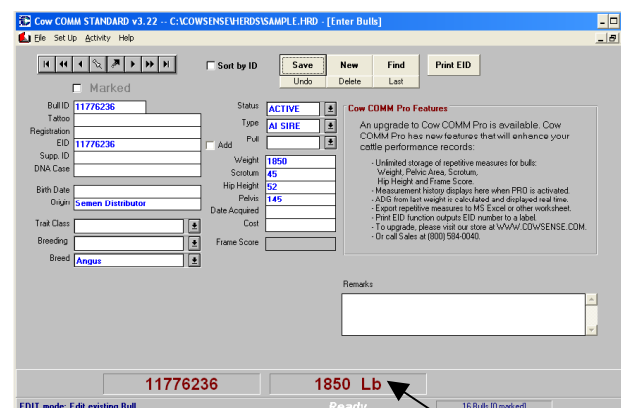 Cow COMM STANDARD v3.22 -- C:\COWSENSE\HERDS\SAMPLE.HRD - [Enter Bulls]
File Set Up Activity Help
Sort by ID
Save New Find Print EID
Undo Delete Last
Marked
Bull ID 11776236
Tattoo
Registration
EID 11776236
Supp. ID
DNA Case
Birth Date
Origin Semen Distributor
Trait Class
Breeding
Breed Angus
Status ACTIVE
Type AI SIRE
Add Pull
Weight 1850
Scrotum 45
Hip Height 52
Pelvis 145
Date Acquired
Cost
Frame Score
Cow COMM Pro Features
An upgrade to Cow COMM Pro is available. Cow
COMM Pro has new features that will enhance your
cattle performance records:
- Unlimited storage of repetitive measures for bulls:
Weight, Pelvic Area, Scrotum,
Hip Height and Frame Score.
- Measurement history displays here when PRO is activated.
- ADG from last weight is calculated and displayed real time.
- Export repetitive measures to MS Excel or other worksheet.
- Print EID function outputs EID number to a label.
- To upgrade, please visit our store at WWW.COWSENSE.COM.
- Or call Sales at (800) 584-0040.
Remarks
11776236 1850 Lb
EDIT mode: Edit existing Bull Ready 16 Bulls [0 marked]